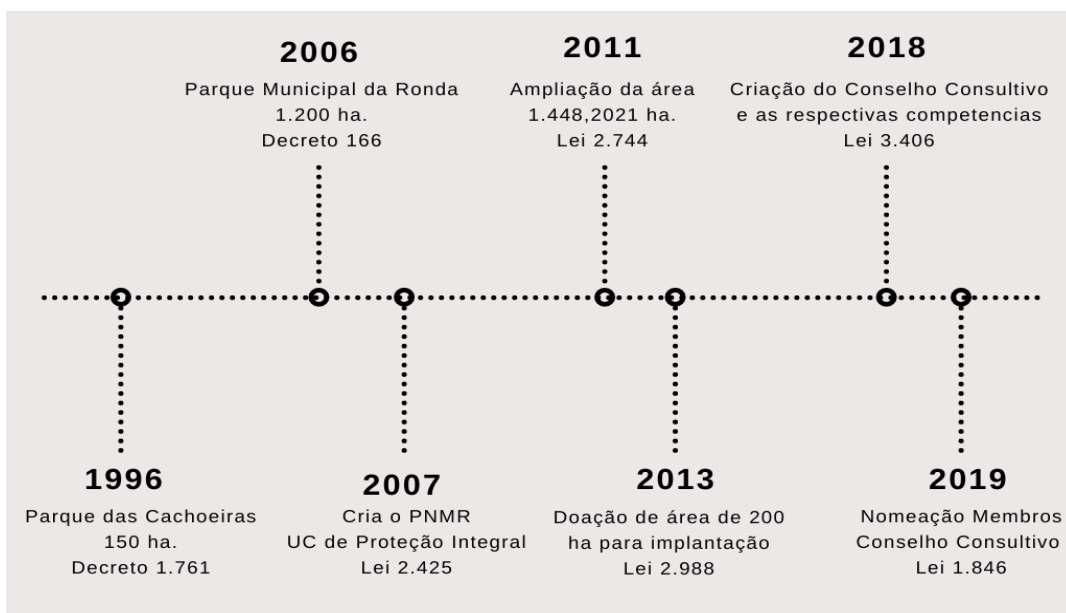 2006
Parque Municipal da Ronda
1.200 ha.
Decreto 166
2011
Ampliação da área
1.448,2021 ha.
Lei 2.744
2018
Criação do Conselho Consultivo
e as respectivas competencias
Lei 3.406
1996
Parque das Cachoeiras
150 ha.
Decreto 1.761
2007
Cria o PNMR
UC de Proteção Integral
Lei 2.425
2013
Doação de área de 200
ha para implantação
Lei 2.988
2019
Nomeação Membros
Conselho Consultivo
Lei 1.846